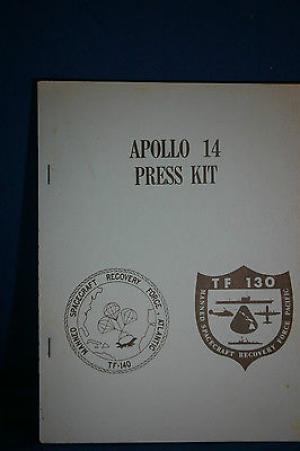 APOLLO 14
PRESS KIT
MANNED SPACECRAFT RECOVERY FORCE - ATLANTIC
TF-140
TF 130
MANNED SPACECRAFT RECOVERY FORCE PACIFIC